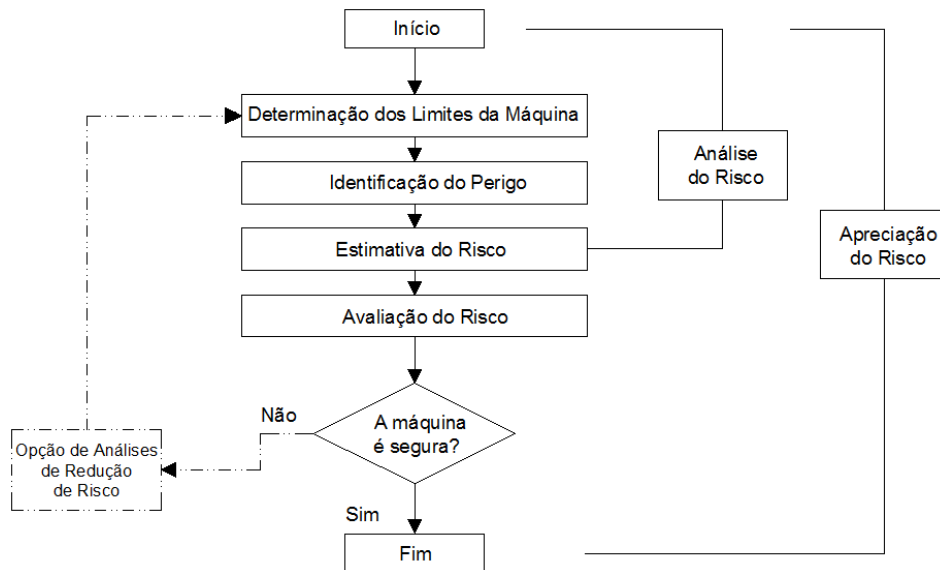 Início
Determinação dos Limites da Máquina
Identificação do Perigo
Estimativa do Risco
Avaliação do Risco
A máquina
é segura?
Não
Sim
Fim
Opção de Análises
de Redução
de Risco
Análise
do Risco
Apreciação
do Risco